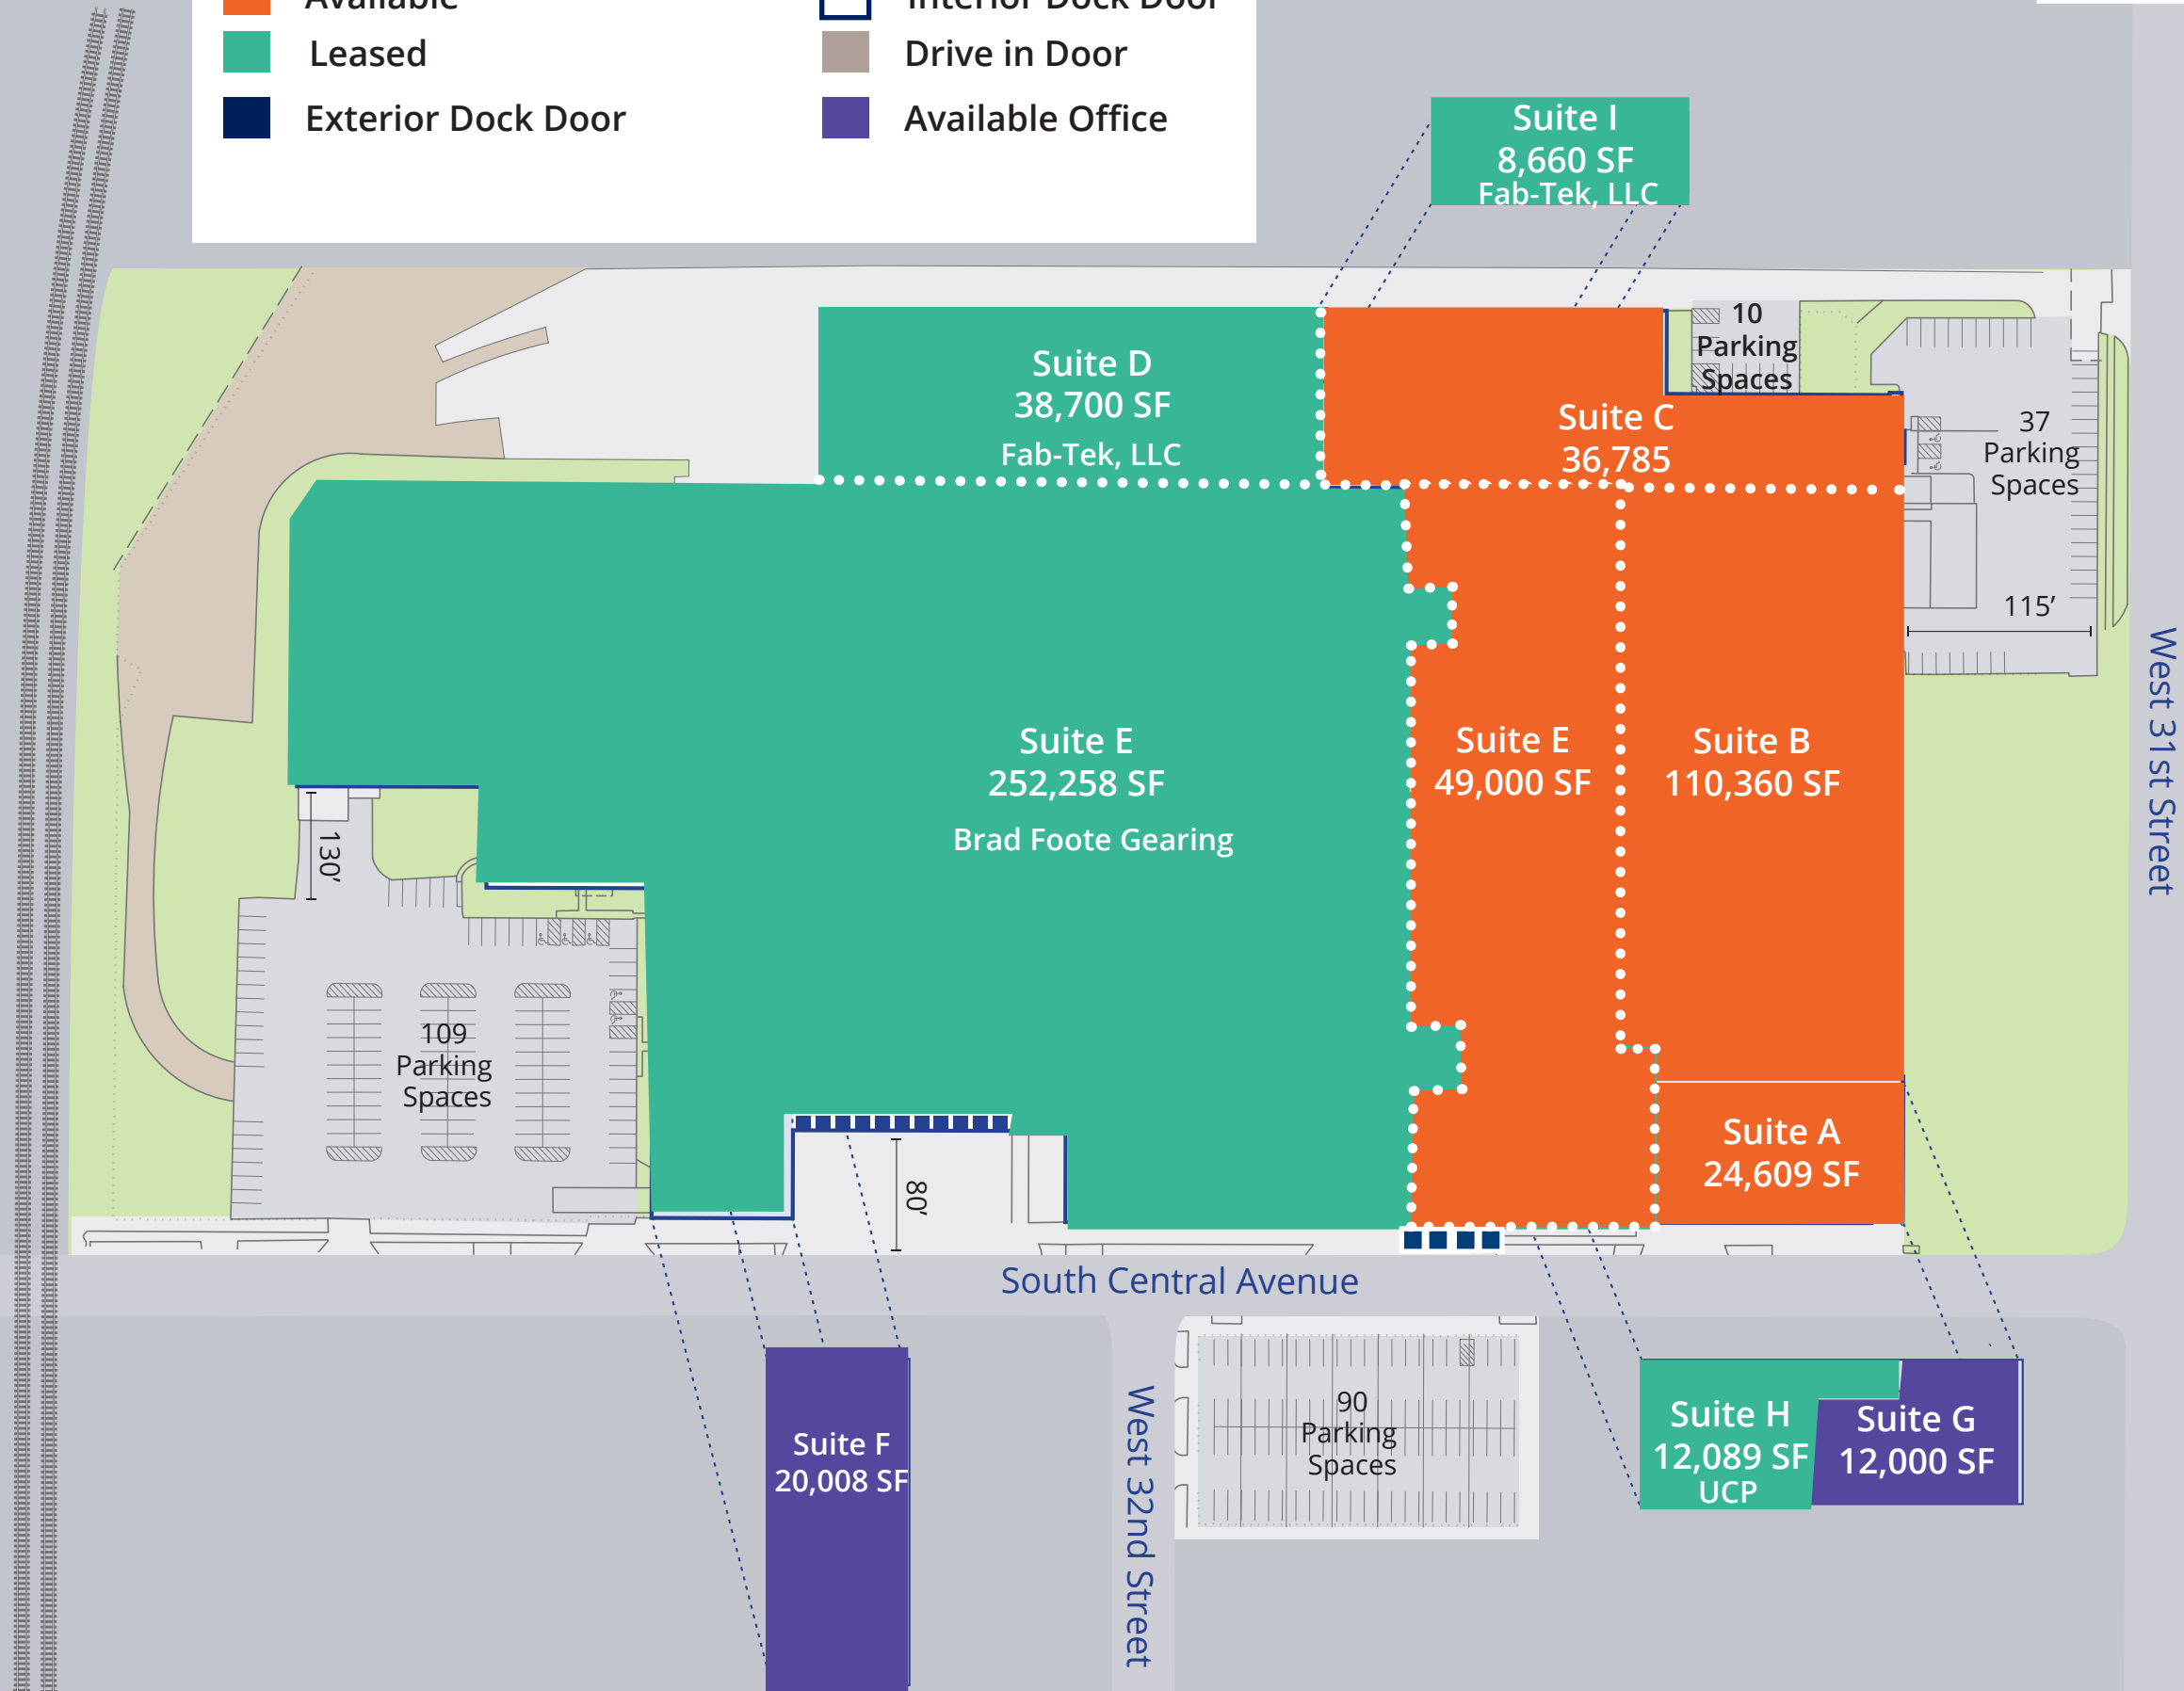 Available
Interior Dock Door
Leased
Drive in Door
Exterior Dock Door
Available Office
Suite I
8,660 SF
Fab-Tek, LLC
10
Parking
Spaces
Suite D
38,700 SF
Fab-Tek, LLC
Suite C
36,785
37
Parking
Spaces
115’
West 31st Street
Suite E
252,258 SF
Brad Foote Gearing
Suite E
49,000 SF
Suite B
110,360 SF
130’
109
Parking
Spaces
Suite A
24,609 SF
80’
South Central Avenue
West 32nd Street
90
Parking
Spaces
Suite F
20,008 SF
Suite H
12,089 SF
UCP
Suite G
12,000 SF